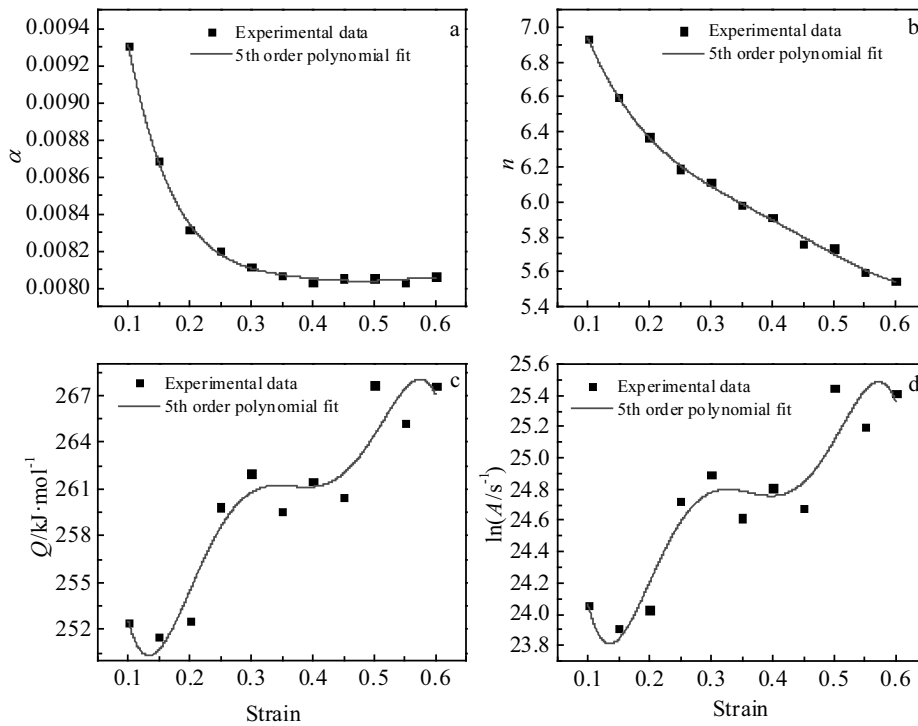 0.0094
0.0092
0.0090
0.0088
0.0086
0.0084
0.0082
0.0080
α
Experimental data
5th order polynomial fit
a
0.1 0.2 0.3 0.4 0.5 0.6
7.0
6.8
6.6
6.4
6.2
6.0
5.8
5.6
5.4
n
Experimental data
5th order polynomial fit
b
0.1 0.2 0.3 0.4 0.5 0.6
267
264
261
258
255
252
Q/kJ·mol⁻¹
Experimental data
5th order polynomial fit
c
0.1 0.2 0.3 0.4 0.5 0.6
Strain
25.6
25.4
25.2
25.0
24.8
24.6
24.4
24.2
24.0
23.8
ln(A/s⁻¹)
Experimental data
5th order polynomial fit
d
0.1 0.2 0.3 0.4 0.5 0.6
Strain